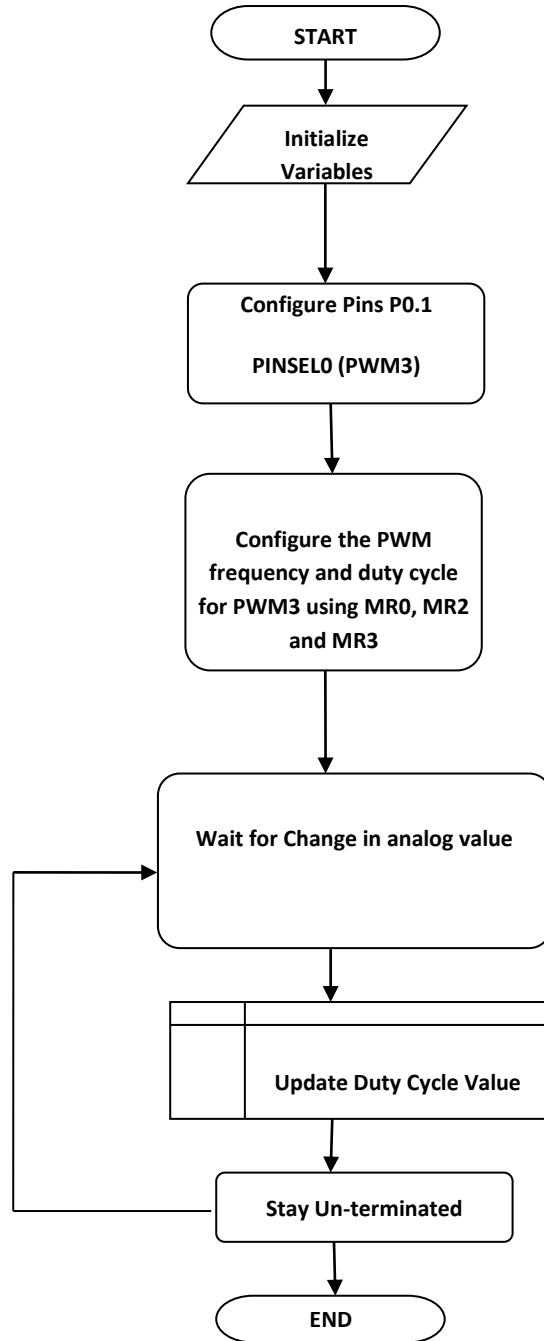 START
Initialize
Variables
Configure Pins P0.1
PINSEL0 (PWM3)
Configure the PWM
frequency and duty cycle
for PWM3 using MR0, MR2
and MR3
Wait for Change in analog value
Update Duty Cycle Value
Stay Un-terminated
END